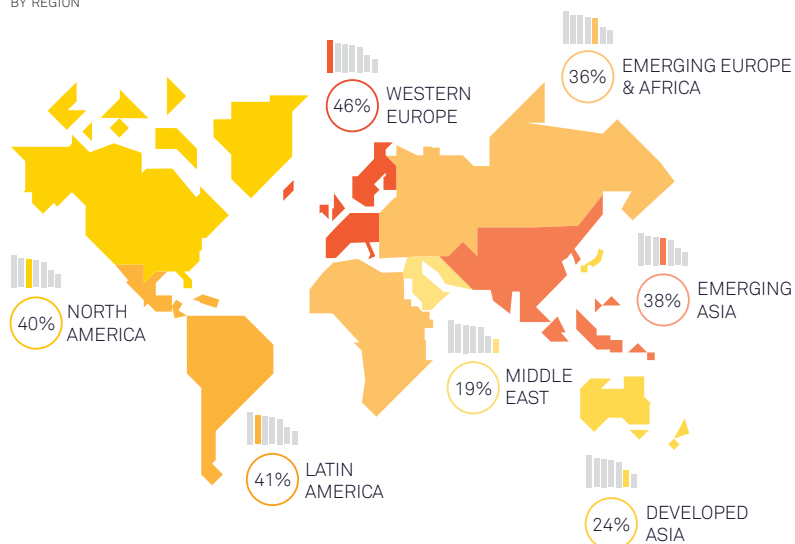 BY REGION
36%
EMERGING EUROPE
& AFRICA
46%
WESTERN
EUROPE
38%
EMERGING
ASIA
40%
NORTH
AMERICA
19%
MIDDLE
EAST
41%
LATIN
AMERICA
24%
DEVELOPED
ASIA